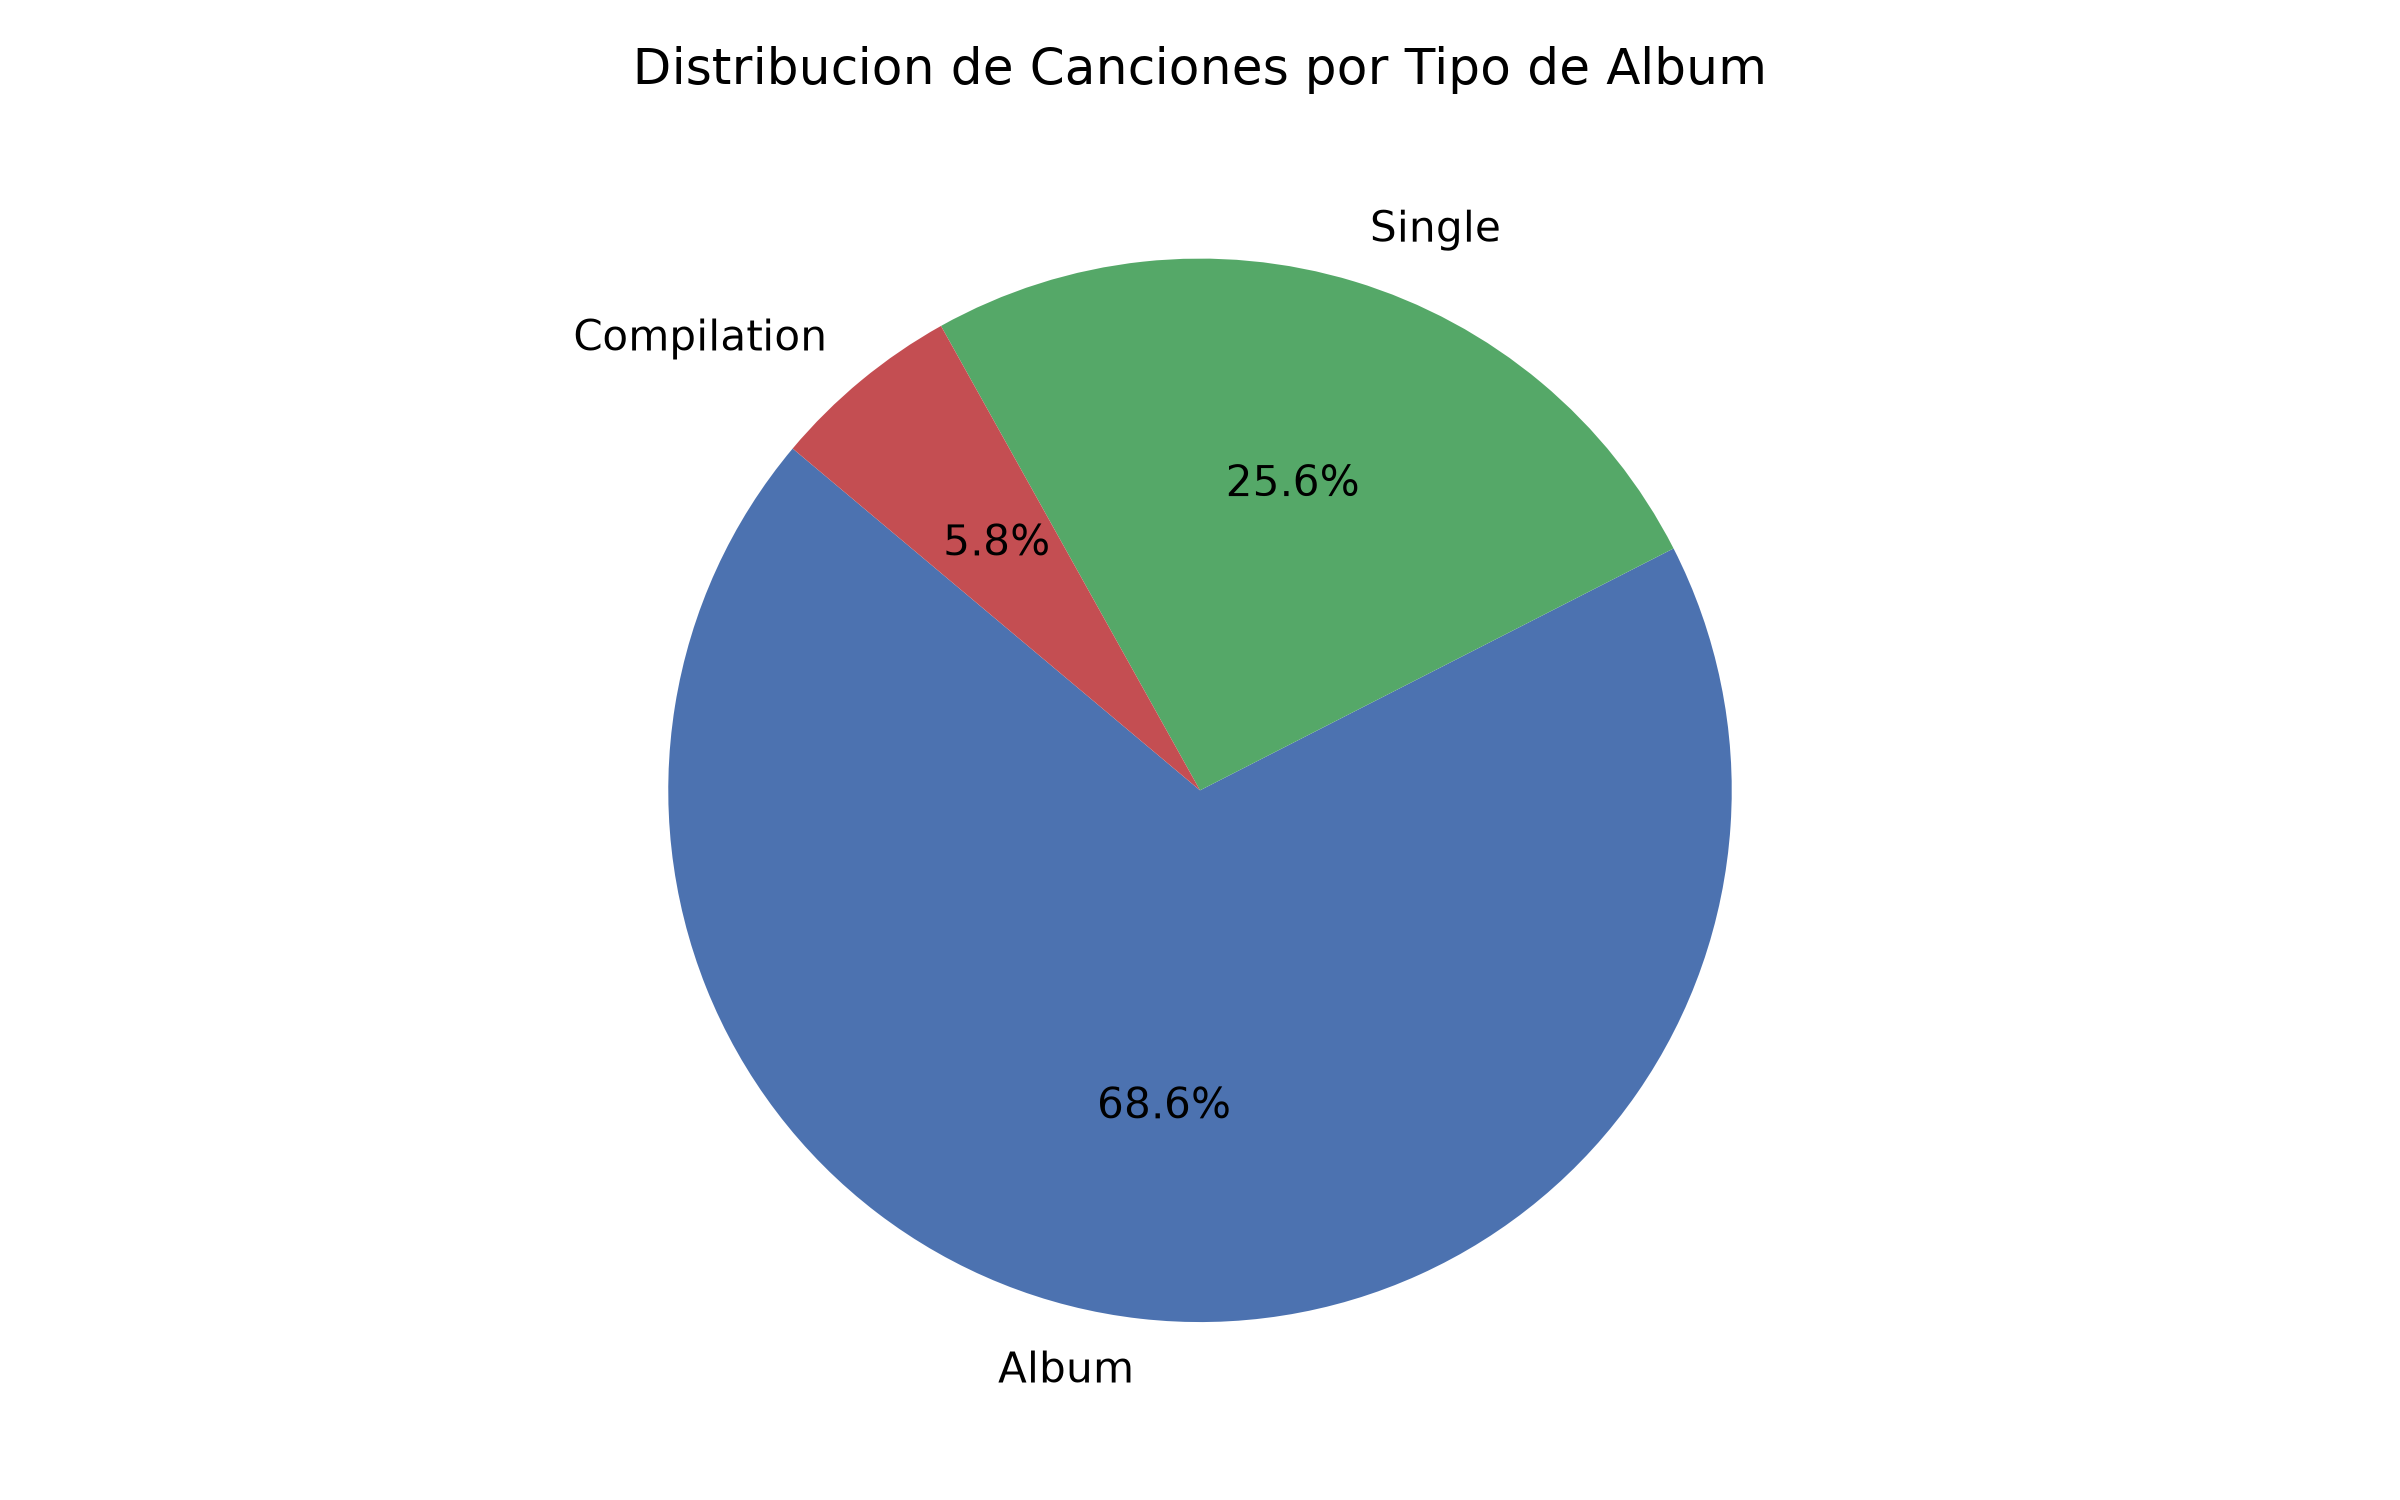 Distribucion de Canciones por Tipo de Album
Single
Compilation
25.6%
5.8%
68.6%
Album